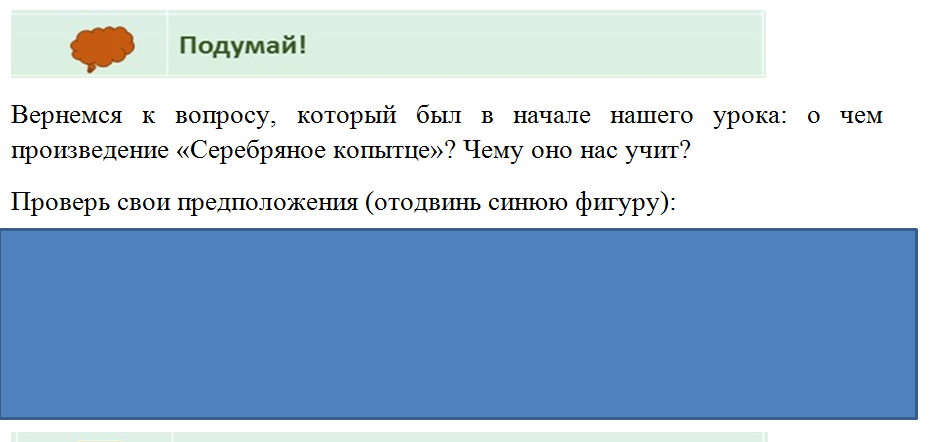 Подумай!
Вернемся к вопросу, который был в начале нашего урока: о чем
произведение «Серебряное копытце»? Чему оно нас учит?
Проверь свои предположения (отодвинь синюю фигуру):